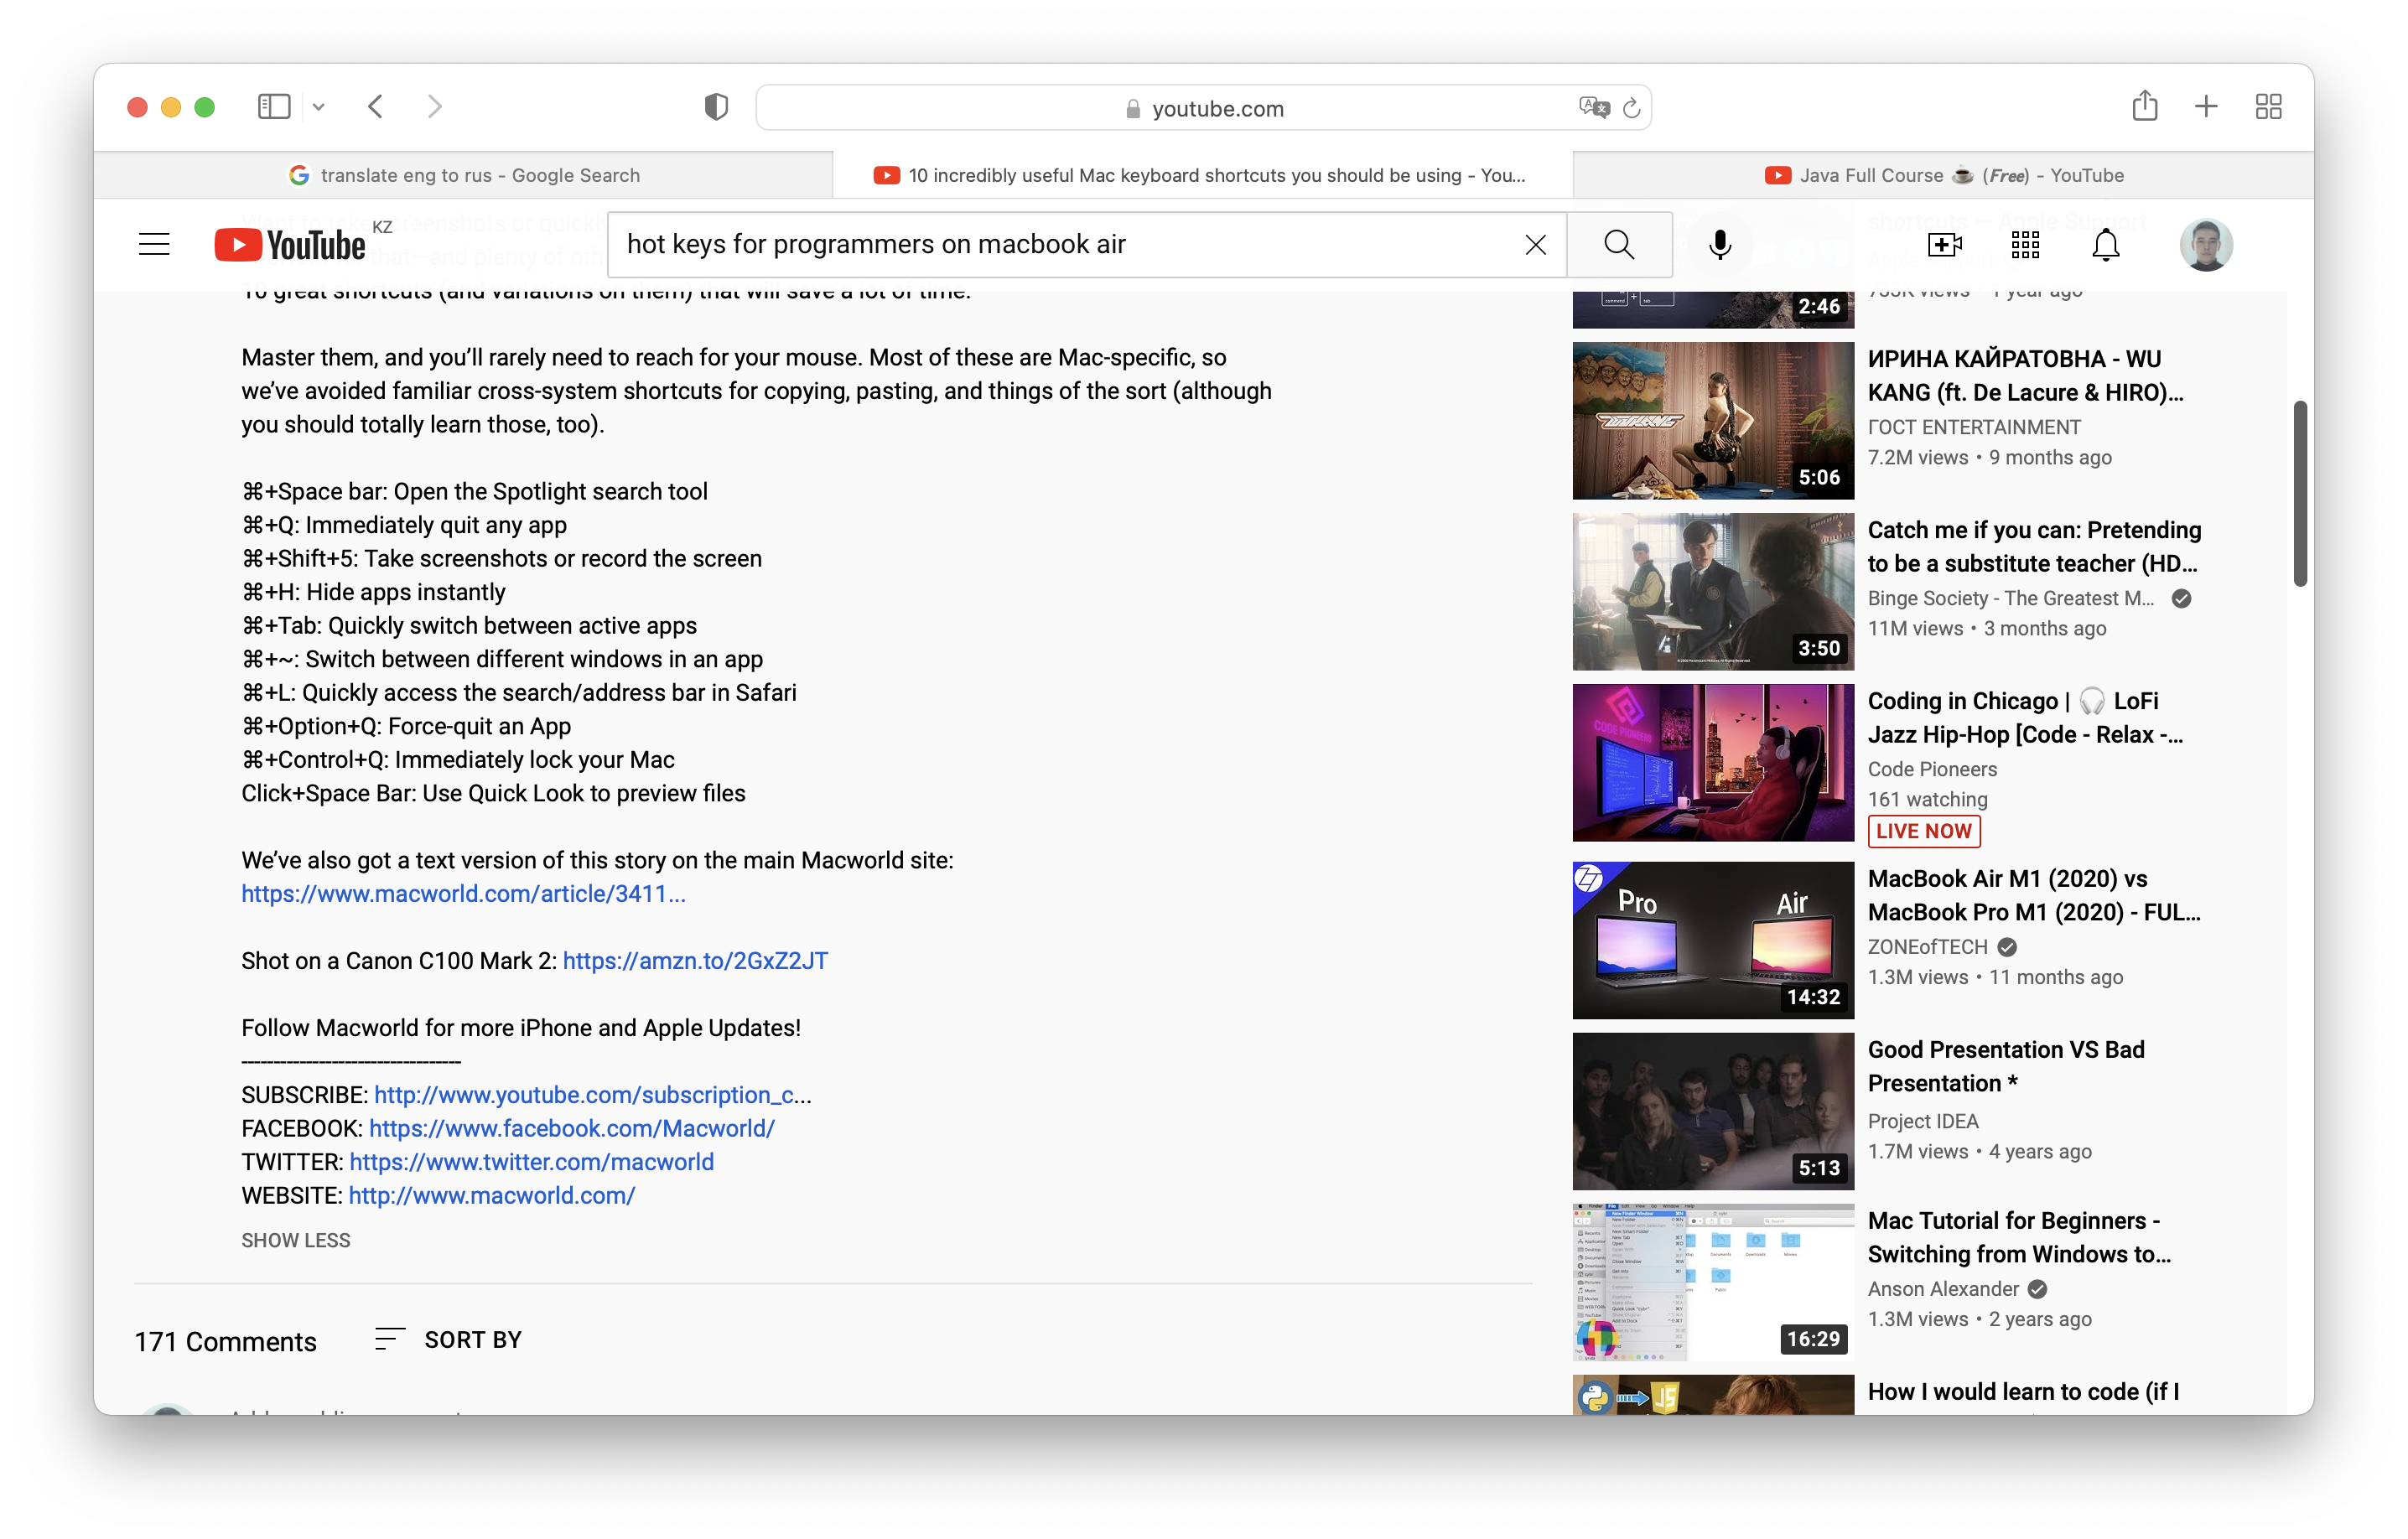 youtube.com
translate eng to rus - Google Search
10 incredibly useful Mac keyboard shortcuts you should be using - You...
Java Full Course ☕ (Free) - YouTube
YouTube
KZ
hot keys for programmers on macbook air
10 great shortcuts (and variations on them) that will save a lot of time.
Master them, and you’ll rarely need to reach for your mouse. Most of these are Mac-specific, so
we’ve avoided familiar cross-system shortcuts for copying, pasting, and things of the sort (although
you should totally learn those, too).
⌘+Space bar: Open the Spotlight search tool
⌘+Q: Immediately quit any app
⌘+Shift+5: Take screenshots or record the screen
⌘+H: Hide apps instantly
⌘+Tab: Quickly switch between active apps
⌘+~: Switch between different windows in an app
⌘+L: Quickly access the search/address bar in Safari
⌘+Option+Q: Force-quit an App
⌘+Control+Q: Immediately lock your Mac
Click+Space Bar: Use Quick Look to preview files
We’ve also got a text version of this story on the main Macworld site:
https://www.macworld.com/article/3411...
Shot on a Canon C100 Mark 2: https://amzn.to/2GxZ2JT
Follow Macworld for more iPhone and Apple Updates!
----------------------------------
SUBSCRIBE: http://www.youtube.com/subscription_c...
FACEBOOK: https://www.facebook.com/Macworld/
TWITTER: https://www.twitter.com/macworld
WEBSITE: http://www.macworld.com/
SHOW LESS
171 Comments
SORT BY
shortcuts — Apple Support
733K views • 1 year ago
2:46
ИРИНА КАЙРАТОВНА - WU
KANG (ft. De Lacure & HIRO)...
ГОСТ ENTERTAINMENT
7.2M views • 9 months ago
5:06
Catch me if you can: Pretending
to be a substitute teacher (HD...
Binge Society - The Greatest M...
11M views • 3 months ago
3:50
Coding in Chicago | 🎧 LoFi
Jazz Hip-Hop [Code - Relax -...
Code Pioneers
161 watching
LIVE NOW
CODE PIONEERS
MacBook Air M1 (2020) vs
MacBook Pro M1 (2020) - FUL...
ZONEofTECH
1.3M views • 11 months ago
Pro
Air
14:32
Good Presentation VS Bad
Presentation *
Project IDEA
1.7M views • 4 years ago
5:13
Mac Tutorial for Beginners -
Switching from Windows to...
Anson Alexander
1.3M views • 2 years ago
16:29
How I would learn to code (if I
JS